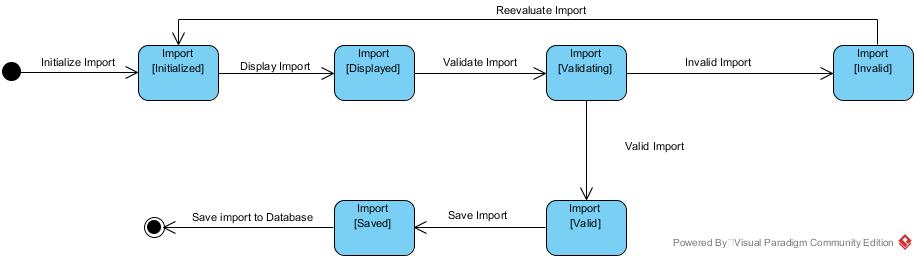 Reevaluate Import
Initialize Import
Import
[Initialized]
Display Import
Import
[Displayed]
Validate Import
Import
[Validating]
Invalid Import
Import
[Invalid]
Valid Import
Save import to Database
Import
[Saved]
Save Import
Import
[Valid]
Powered By Visual Paradigm Community Edition